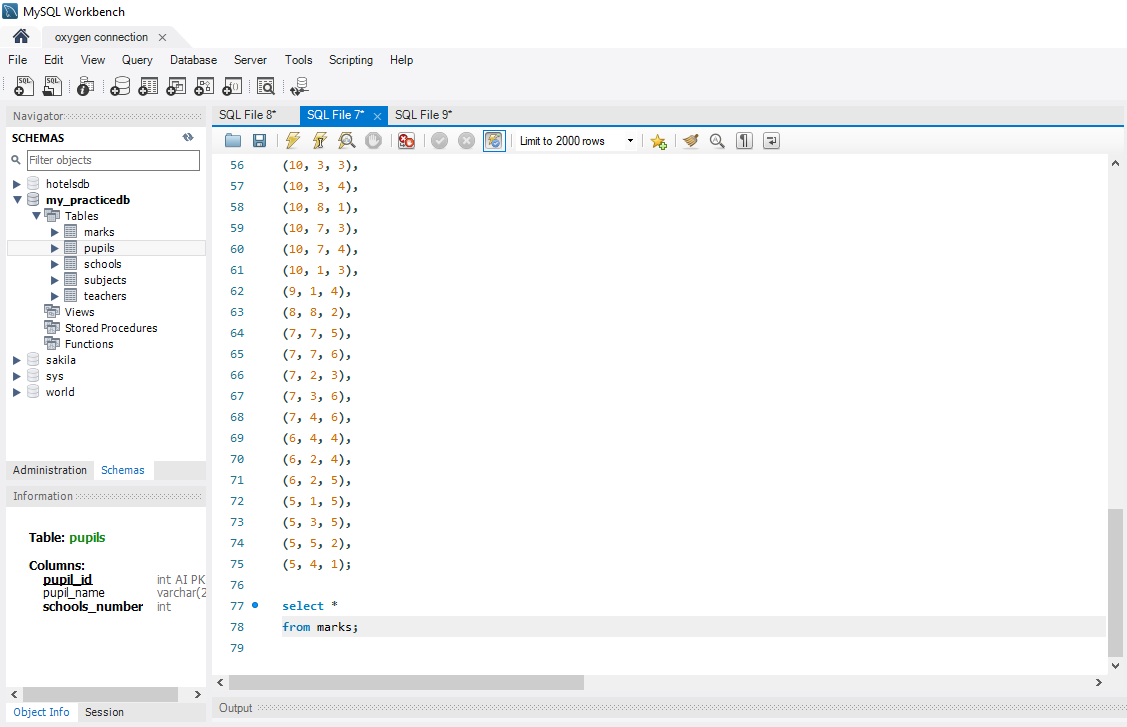 MySQL Workbench
oxygen connection
File Edit View Query Database Server Tools Scripting Help
Navigator
SCHEMAS
Filter objects
hotelsdb
my_practicedb
Tables
marks
pupils
schools
subjects
teachers
Views
Stored Procedures
Functions
sakila
sys
world
Administration Schemas
Information
Table: pupils
Columns:
pupil_id int AI PK
pupil_name varchar(2
schools_number int
Object Info Session
SQL File 8* SQL File 7* SQL File 9*
Limit to 2000 rows
56 (10, 3, 3),
57 (10, 3, 4),
58 (10, 8, 1),
59 (10, 7, 3),
60 (10, 7, 4),
61 (10, 1, 3),
62 (9, 1, 4),
63 (8, 8, 2),
64 (7, 7, 5),
65 (7, 7, 6),
66 (7, 2, 3),
67 (7, 3, 6),
68 (7, 4, 6),
69 (6, 4, 4),
70 (6, 2, 4),
71 (6, 2, 5),
72 (5, 1, 5),
73 (5, 3, 5),
74 (5, 5, 2),
75 (5, 4, 1);
76
77 select *
78 from marks;
79
Output